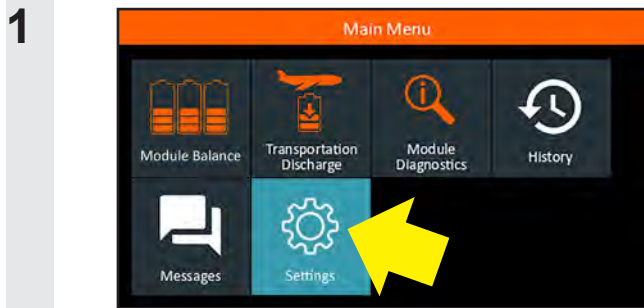 1
Main Menu
Module Balance
Transportation
Discharge
Module
Diagnostics
History
Messages
Settings